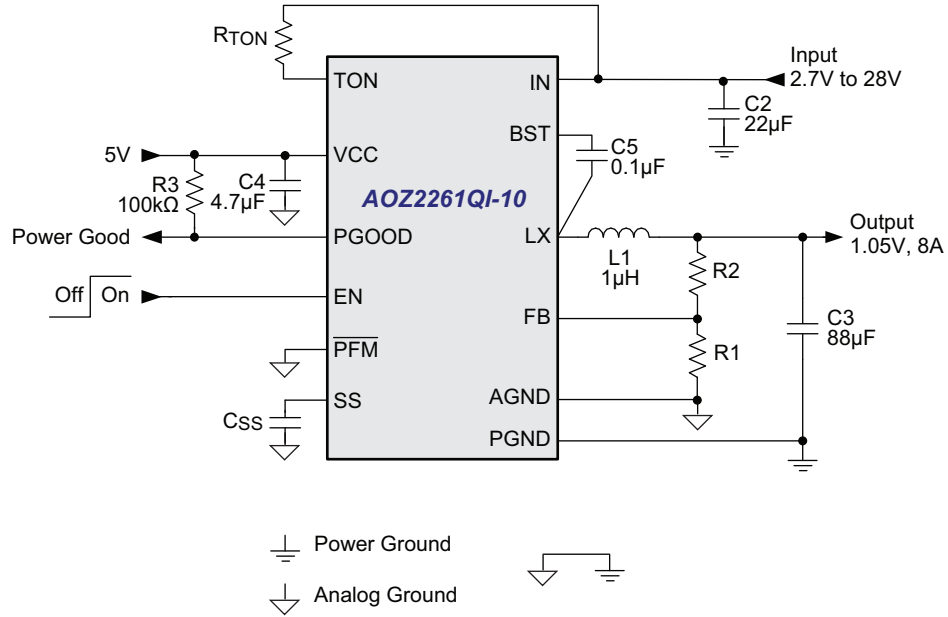 RTON
TON
IN
Input
2.7V to 28V
C2
22µF
BST
C5
0.1µF
5V
VCC
R3
100kΩ
C4
4.7µF
AOZ2261QI-10
Power Good
PGOOD
LX
L1
1µH
Output
1.05V, 8A
R2
Off
On
EN
FB
C3
88µF
PFM
R1
CSS
SS
AGND
PGND
Power Ground
Analog Ground